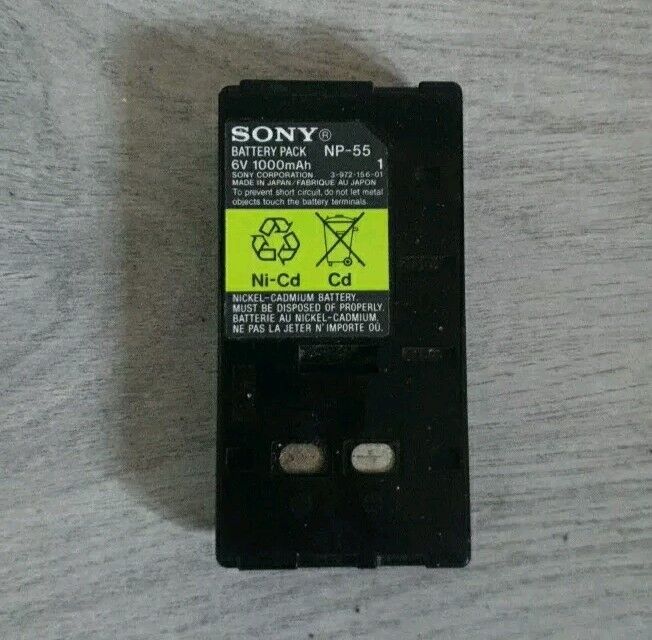 SONY®
BATTERY PACK NP-55
6V 1000mAh 1
SONY CORPORATION 3-972-156-01
MADE IN JAPAN/FABRIQUE AU JAPON
To prevent short circuit, do not let metal
objects touch the battery terminals.
Ni-Cd Cd
NICKEL-CADMIUM BATTERY.
MUST BE DISPOSED OF PROPERLY.
BATTERIE AU NICKEL-CADMIUM.
NE PAS LA JETER N'IMPORTE OÙ.